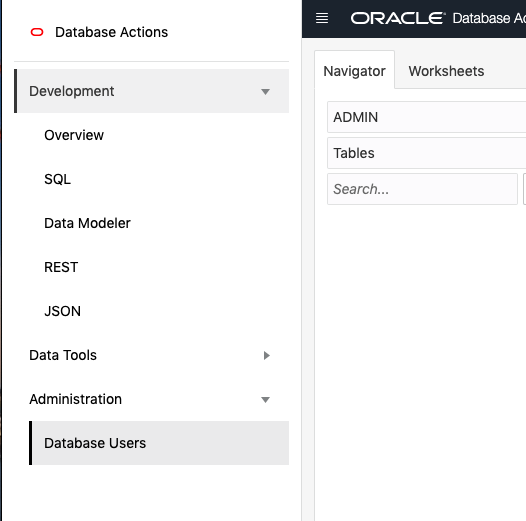 Database Actions
Development
Overview
SQL
Data Modeler
REST
JSON
Data Tools
Administration
Database Users
ORACLE Database Ac
Navigator
Worksheets
ADMIN
Tables
Search...